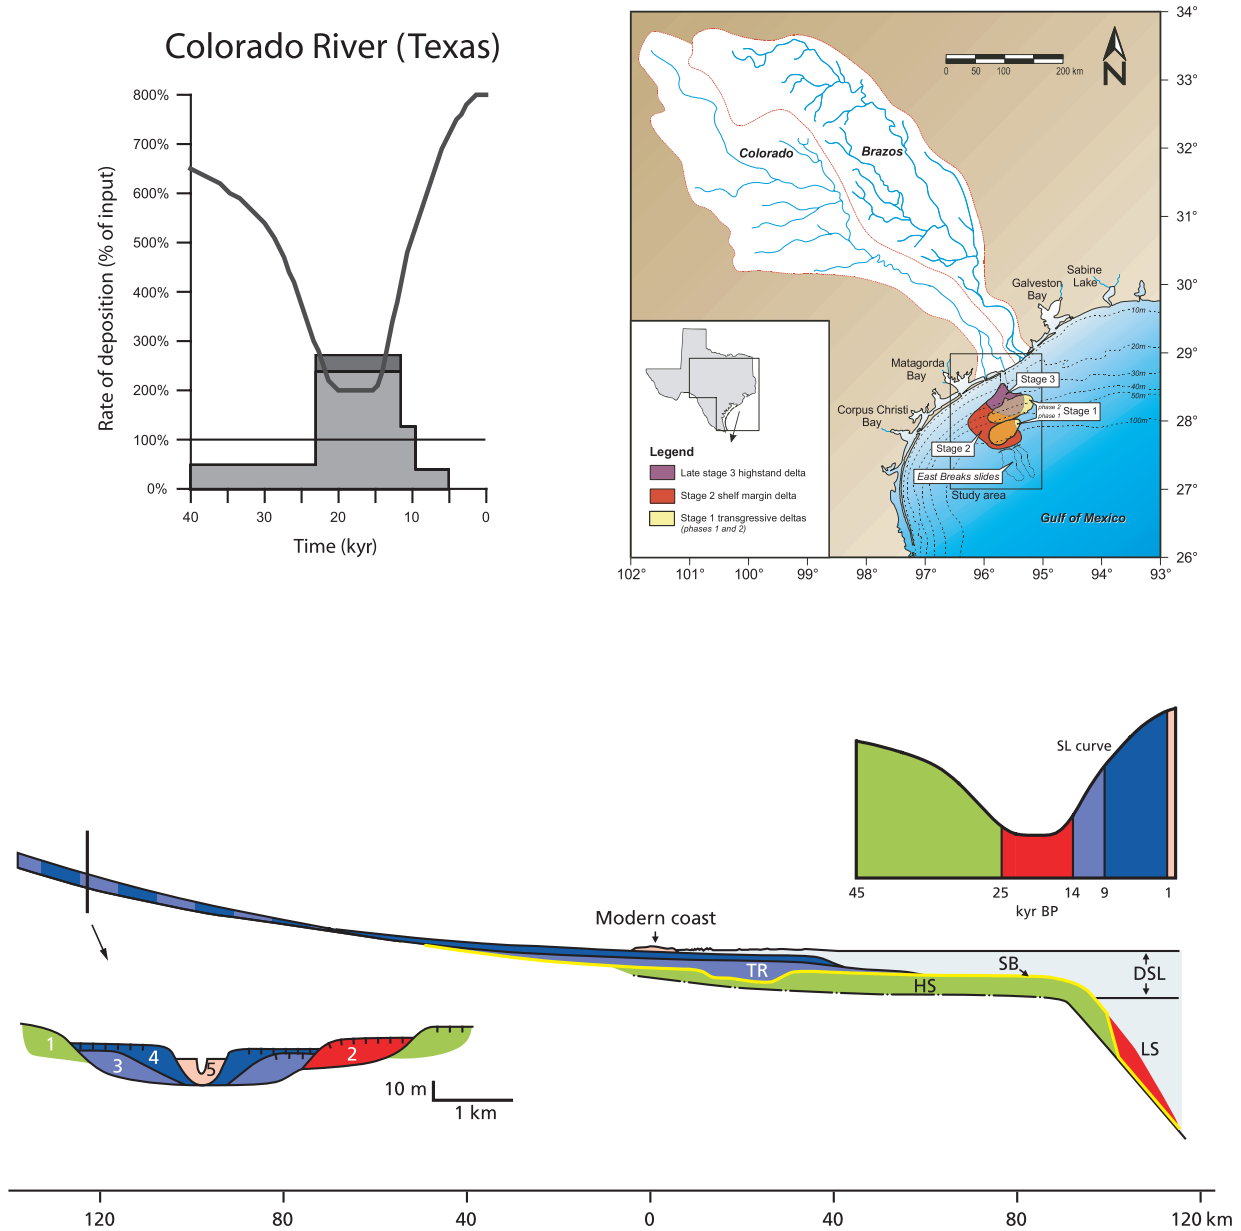 Colorado River (Texas)
800%
700%
600%
500%
400%
300%
200%
100%
0%
Rate of deposition (% of input)
40
30
20
10
0
Time (kyr)
34°
33°
32°
31°
30°
29°
28°
27°
26°
102°
101°
100°
99°
98°
97°
96°
95°
94°
93°
0
50
100
200 km
N
Colorado
Brazos
Sabine
Lake
Galveston
Bay
10m
20m
30m
40m
50m
100m
Matagorda
Bay
Stage 3
Corpus Christi
Bay
phase 2
phase 1
Stage 1
Stage 2
East Breaks slides
Study area
Gulf of Mexico
Legend
Late stage 3 highstand delta
Stage 2 shelf margin delta
Stage 1 transgressive deltas
(phases 1 and 2)
SL curve
45
25
14
9
1
kyr BP
Modern coast
TR
HS
SB
DSL
LS
1
3
4
5
2
10 m
1 km
120
80
40
0
40
80
120 km